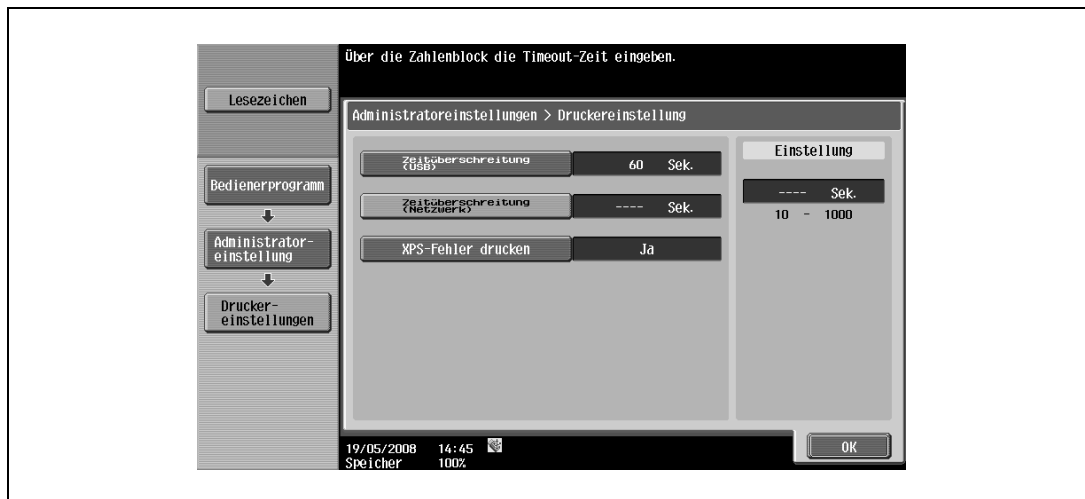 Über die Zahlenblock die Timeout-Zeit eingeben.
Lesezeichen
Administratoreinstellungen > Druckereinstellung
Bedienerprogramm
Administrator-
einstellung
Drucker-
einstellungen
Zeitüberschreitung
(USB)
60 Sek.
Zeitüberschreitung
(Netzwerk)
---- Sek.
XPS-Fehler drucken
Ja
Einstellung
---- Sek.
10 - 1000
19/05/2008 14:45
Speicher 100%
OK